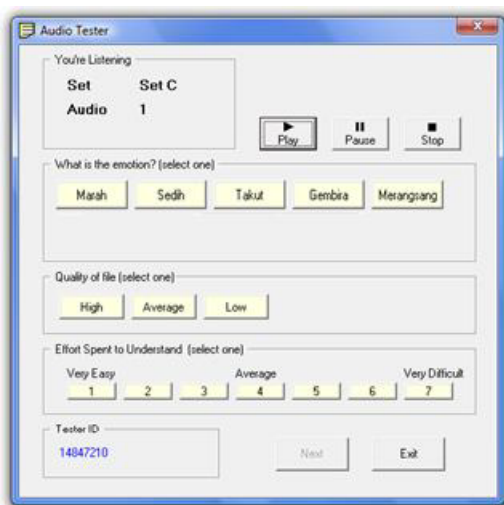 Audio Tester
You're Listening
Set Set C
Audio 1
Play Pause Stop
What is the emotion? (select one)
Marah Sedih Takut Gembira Merangsang
Quality of file (select one)
High Average Low
Effort Spent to Understand (select one)
Very Easy Average Very Difficult
1 2 3 4 5 6 7
Tester ID
14847210
Next Exit